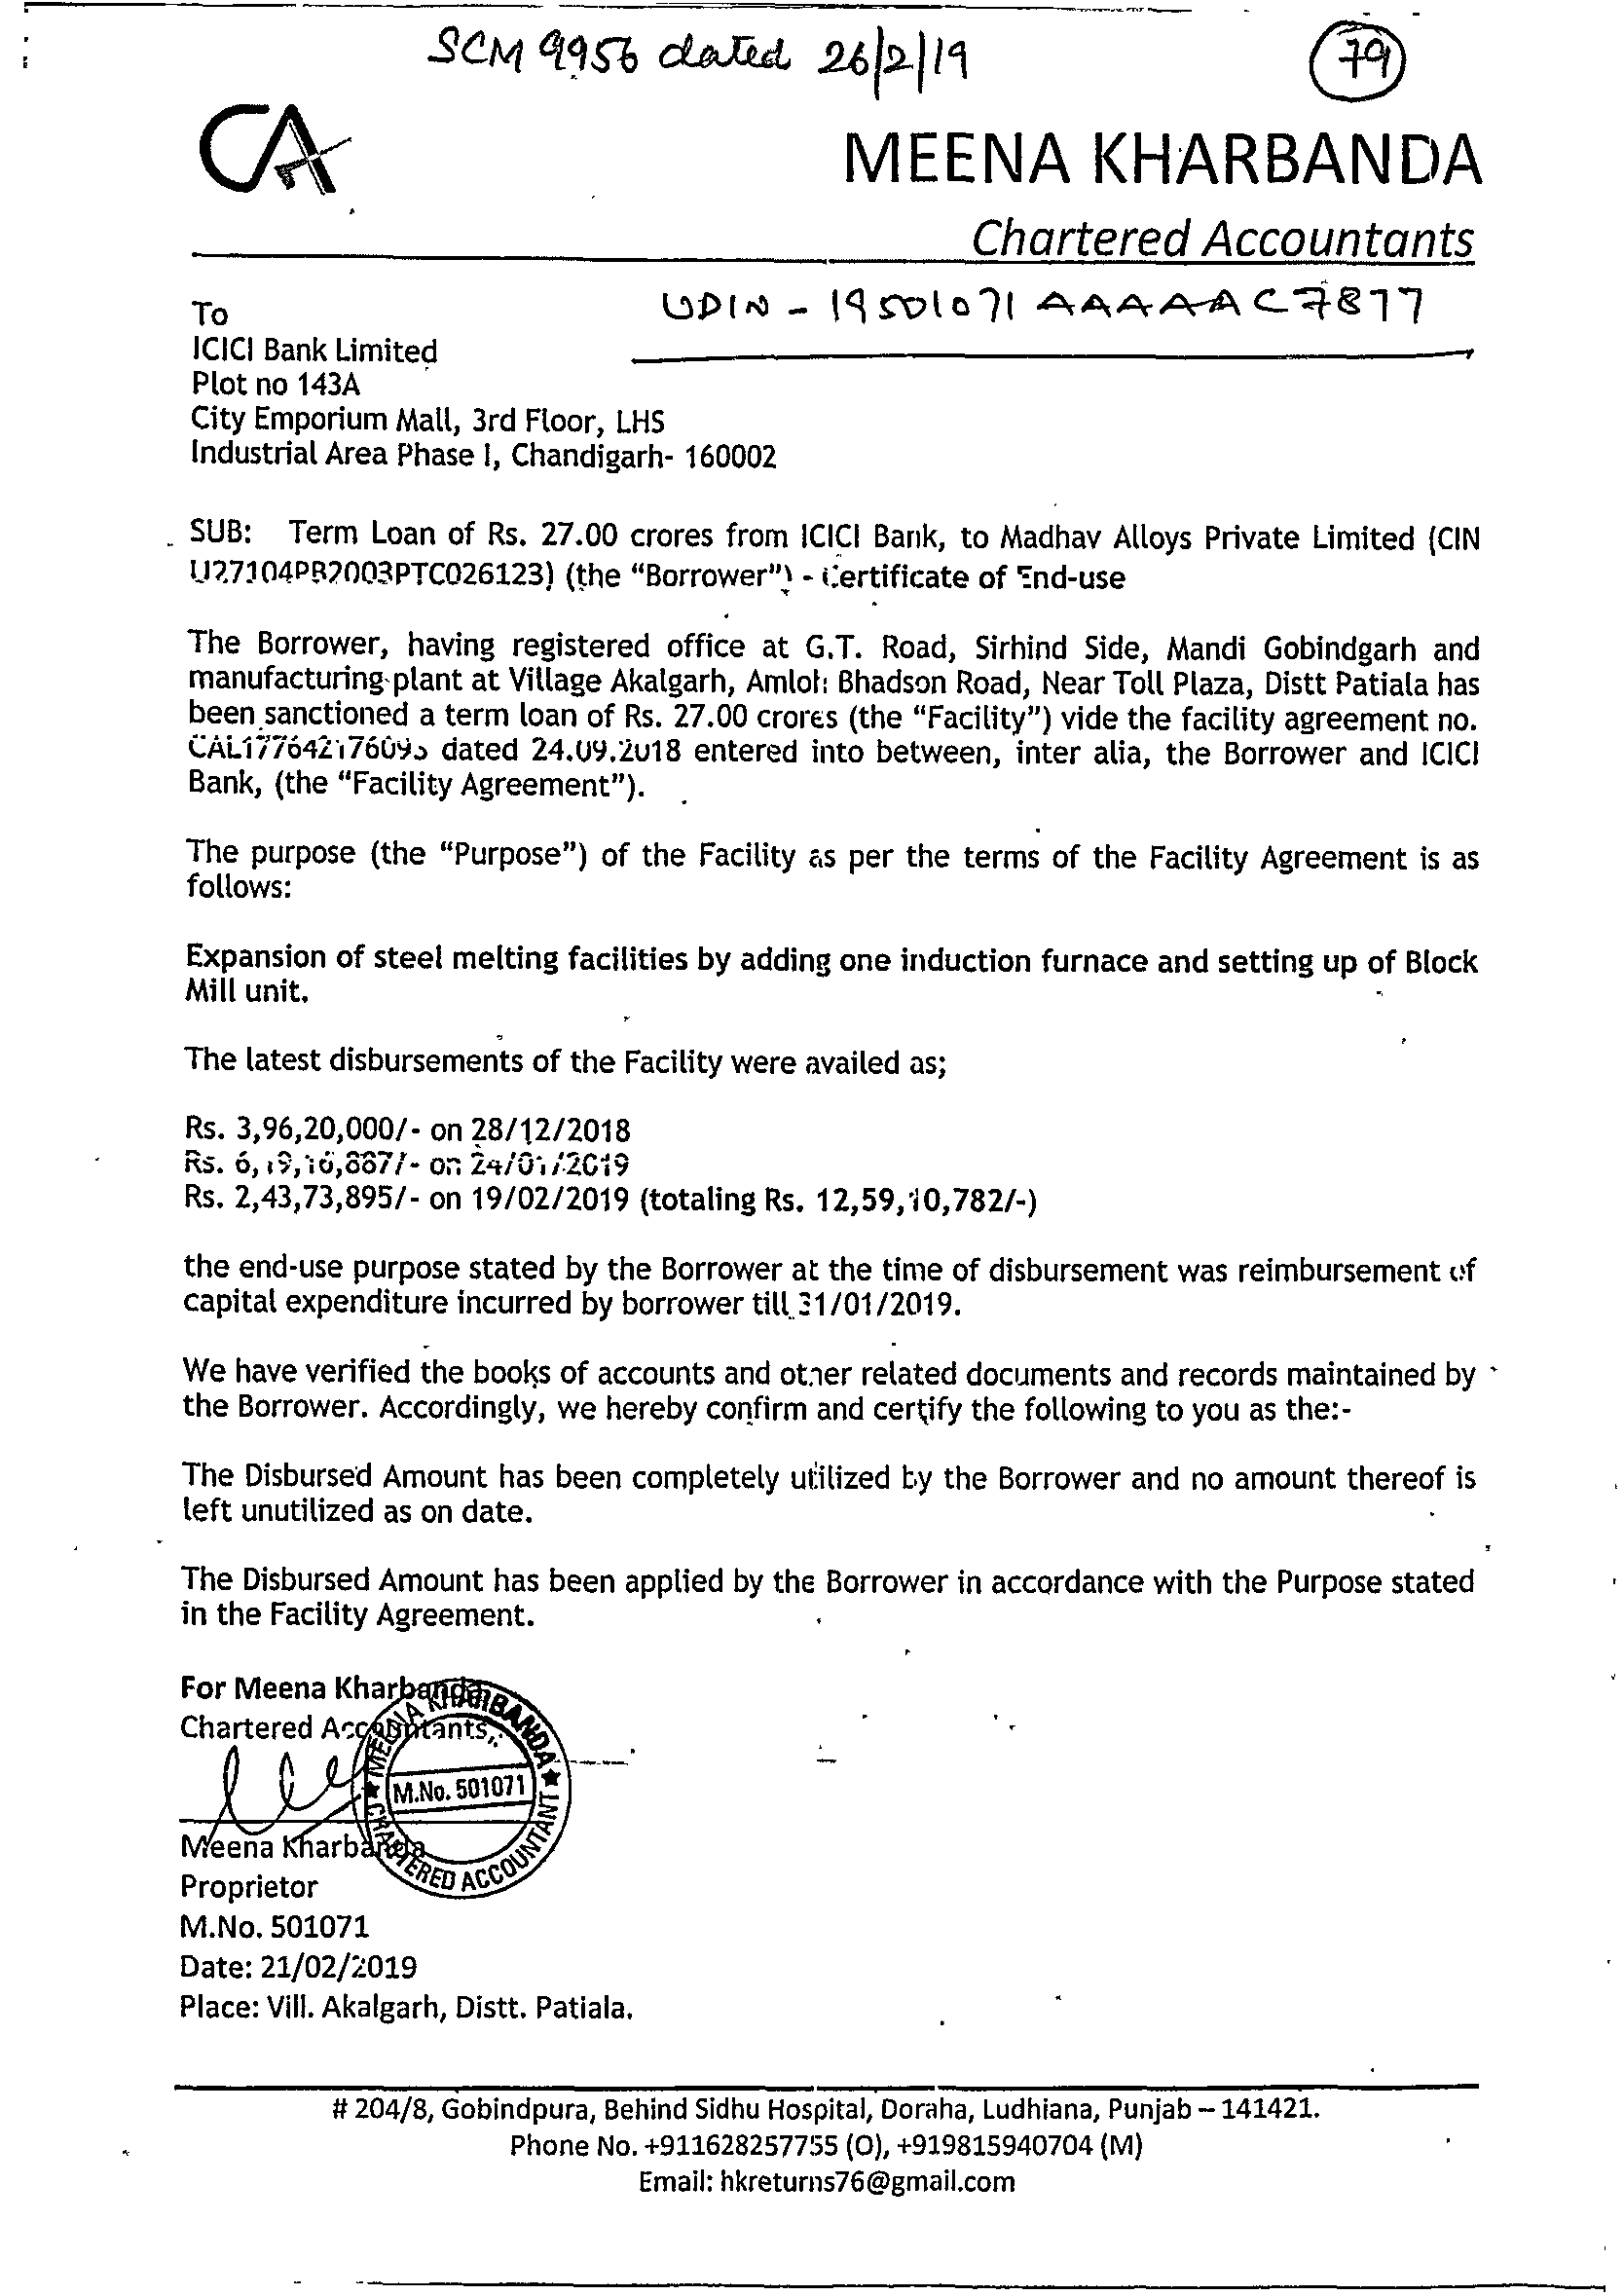 SCM 9956 dated 26/2/19
79
CA
MEENA KHARBANDA
Chartered Accountants
UDIN - 19501071AAAAAC7877
To
ICICI Bank Limited
Plot no 143A
City Emporium Mall, 3rd Floor, LHS
Industrial Area Phase I, Chandigarh- 160002
SUB: Term Loan of Rs. 27.00 crores from ICICI Bank, to Madhav Alloys Private Limited (CIN
U27104PB2003PTC026123) (the “Borrower”) - Certificate of End-use
The Borrower, having registered office at G.T. Road, Sirhind Side, Mandi Gobindgarh and
manufacturing plant at Village Akalgarh, Amloh Bhadson Road, Near Toll Plaza, Distt Patiala has
been sanctioned a term loan of Rs. 27.00 crores (the “Facility”) vide the facility agreement no.
dated 24.09.2018 entered into between, inter alia, the Borrower and ICICI
Bank, (the “Facility Agreement”).
The purpose (the “Purpose”) of the Facility as per the terms of the Facility Agreement is as
follows:
Expansion of steel melting facilities by adding one induction furnace and setting up of Block
Mill unit.
The latest disbursements of the Facility were availed as;
Rs. 3,96,20,000/- on 28/12/2018
Rs. 6,19,16,887/- on 24/01/2019
Rs. 2,43,73,895/- on 19/02/2019 (totaling Rs. 12,59,10,782/-)
the end-use purpose stated by the Borrower at the time of disbursement was reimbursement of
capital expenditure incurred by borrower till 31/01/2019.
We have verified the books of accounts and other related documents and records maintained by
the Borrower. Accordingly, we hereby confirm and certify the following to you as the:-
The Disbursed Amount has been completely utilized by the Borrower and no amount thereof is
left unutilized as on date.
The Disbursed Amount has been applied by the Borrower in accordance with the Purpose stated
in the Facility Agreement.
For Meena Kharbanda
Chartered Accountants,
MEENA KHARBANDA
M.No. 501071
CHARTERED ACCOUNTANT
Meena Kharbanda
Proprietor
M.No. 501071
Date: 21/02/2019
Place: Vill. Akalgarh, Distt. Patiala.
# 204/8, Gobindpura, Behind Sidhu Hospital, Doraha, Ludhiana, Punjab – 141421.
Phone No. +911628257755 (O), +919815940704 (M)
Email: hkreturns76@gmail.com